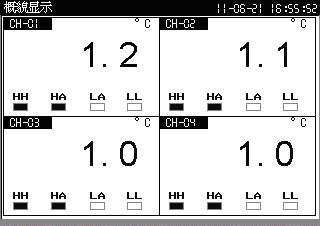 概貌显示 11-06-21 16:55:52
CH-01 °C CH-02 °C
1.2 1.1
HH HA LA LL HH HA LA LL
CH-03 °C CH-04 °C
1.0 1.0
HH HA LA LL HH HA LA LL